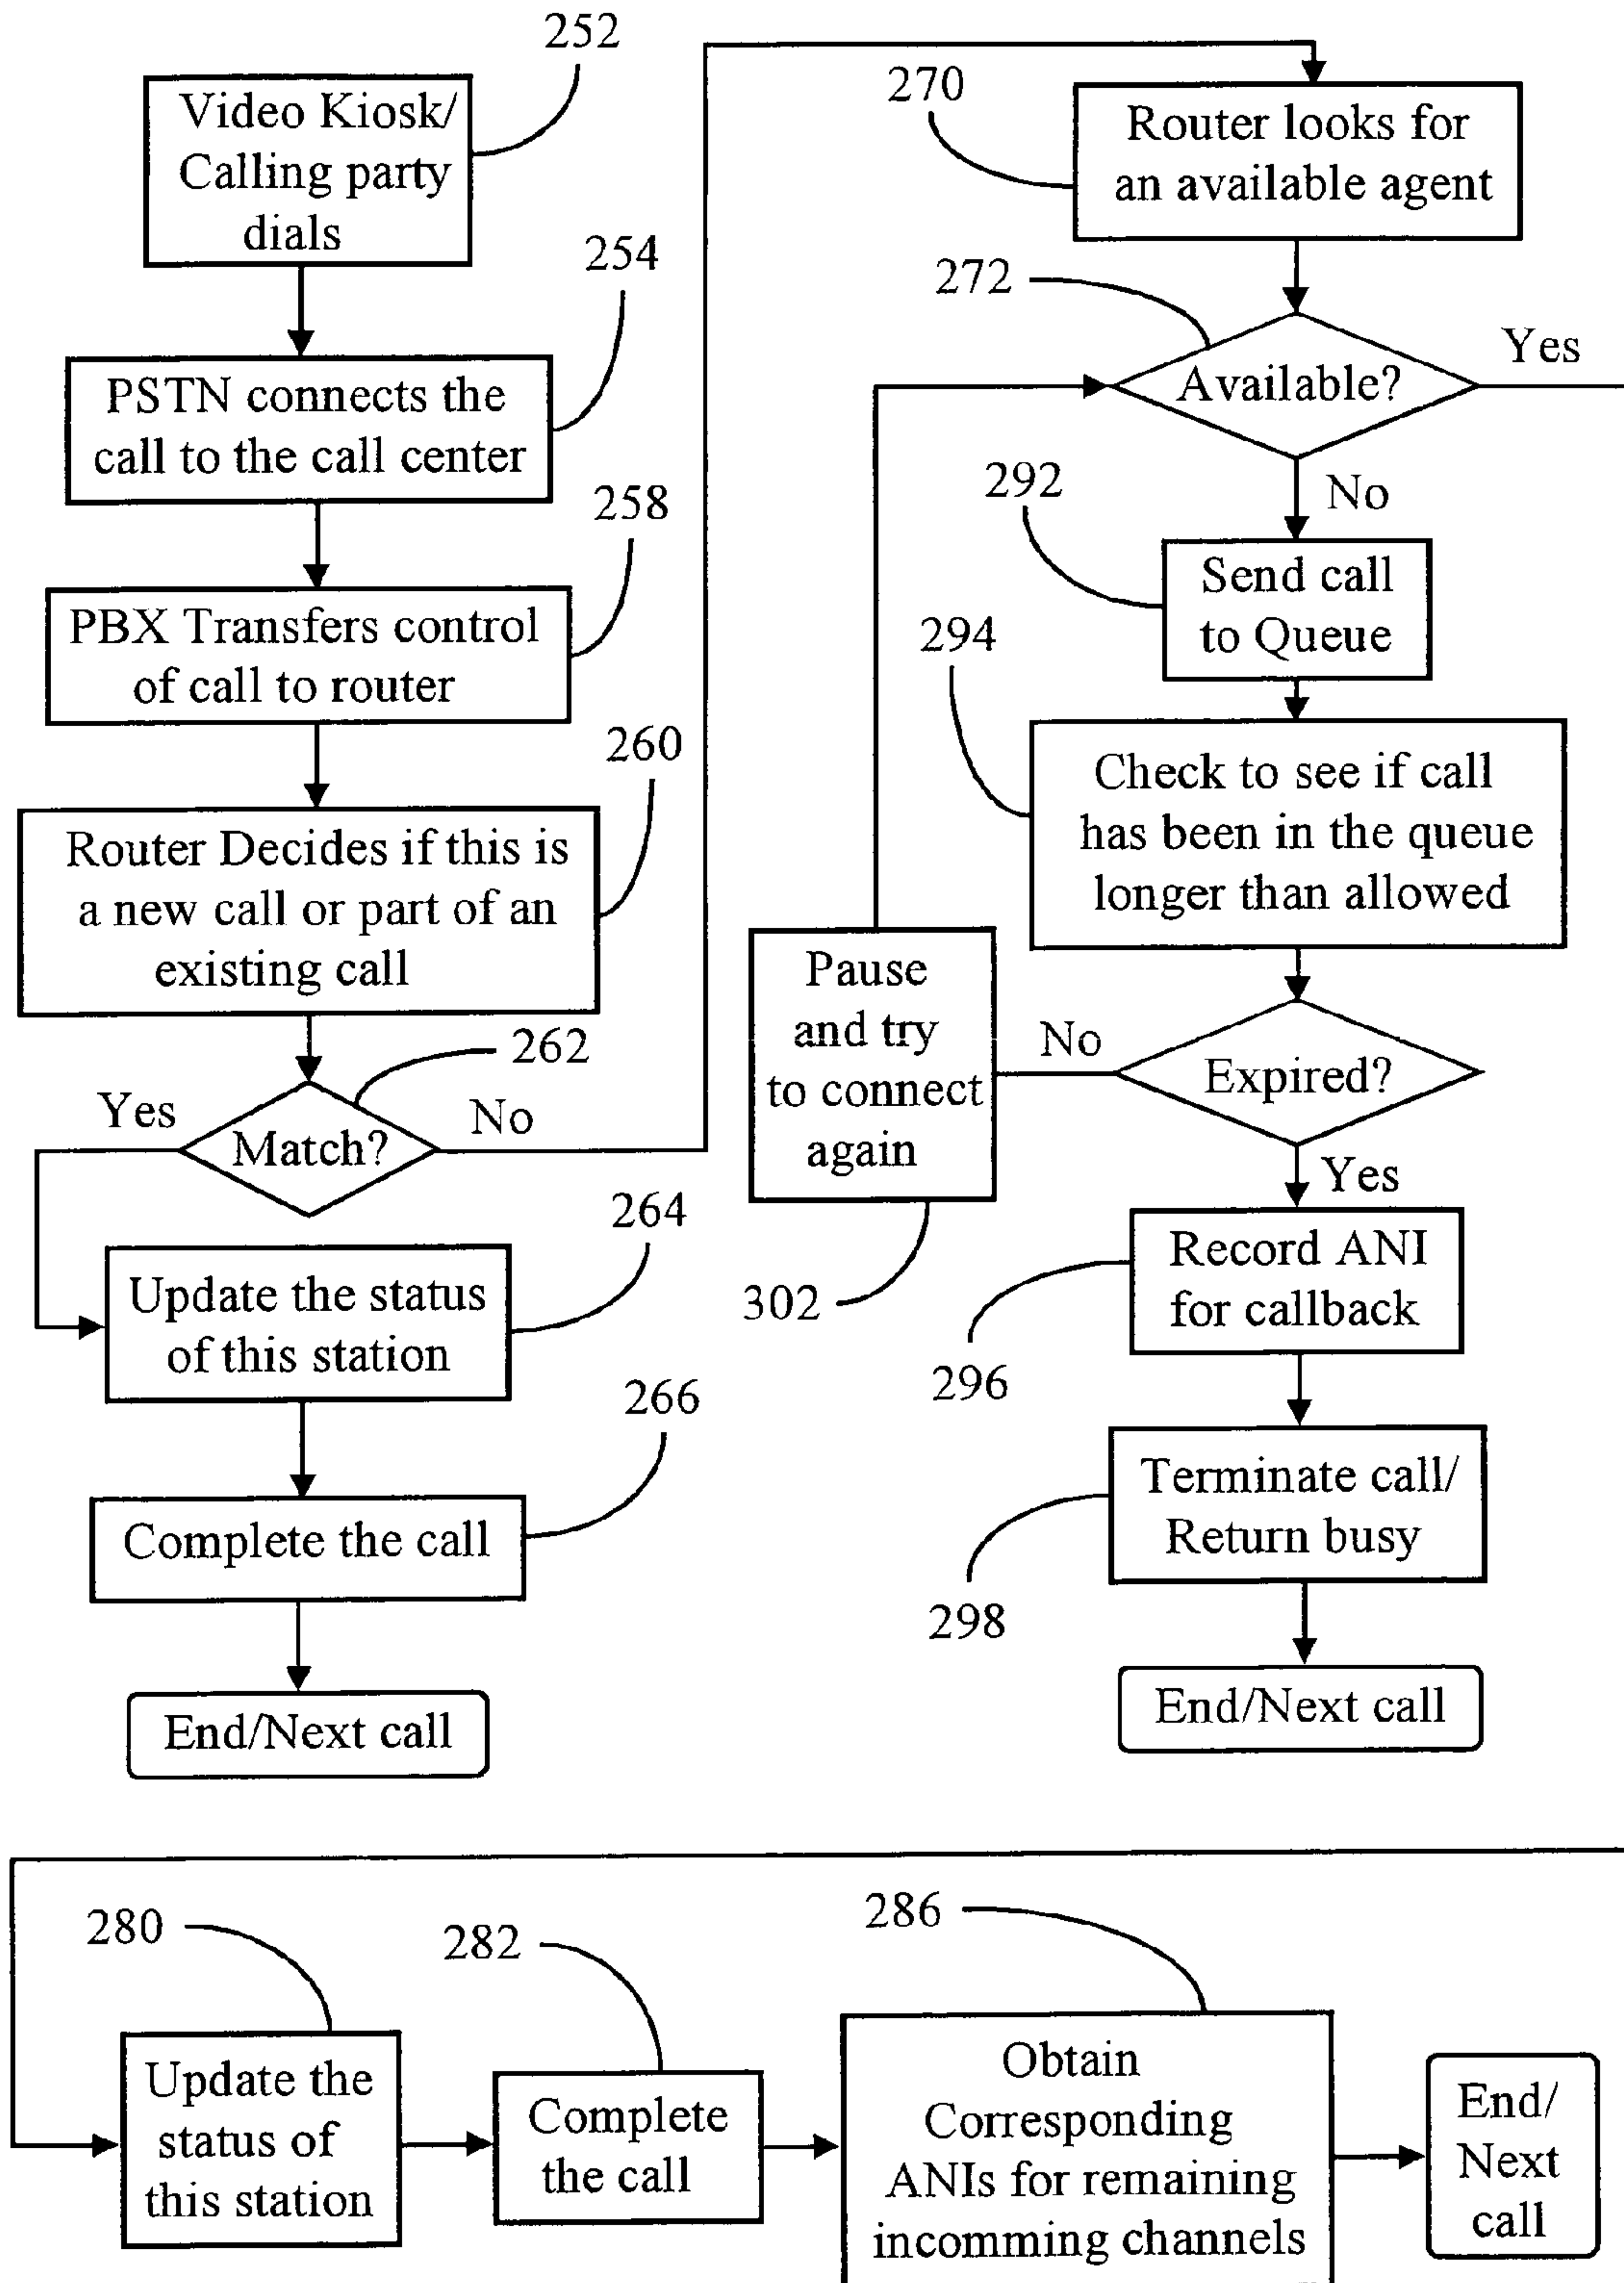 252
Video Kiosk/
Calling party
dials
254
PSTN connects the
call to the call center
258
PBX Transfers control
of call to router
260
Router Decides if this is
a new call or part of an
existing call
262
Yes
No
Match?
264
Update the status
of this station
266
Complete the call
End/Next call
270
Router looks for
an available agent
272
Yes
Available?
No
292
Send call
to Queue
294
Check to see if call
has been in the queue
longer than allowed
Pause
and try
to connect
again
No
Expired?
Yes
302
Record ANI
for callback
296
Terminate call/
Return busy
298
End/Next call
280
Update the
status of
this station
282
Complete
the call
286
Obtain
Corresponding
ANIs for remaining
incomming channels
End/
Next
call